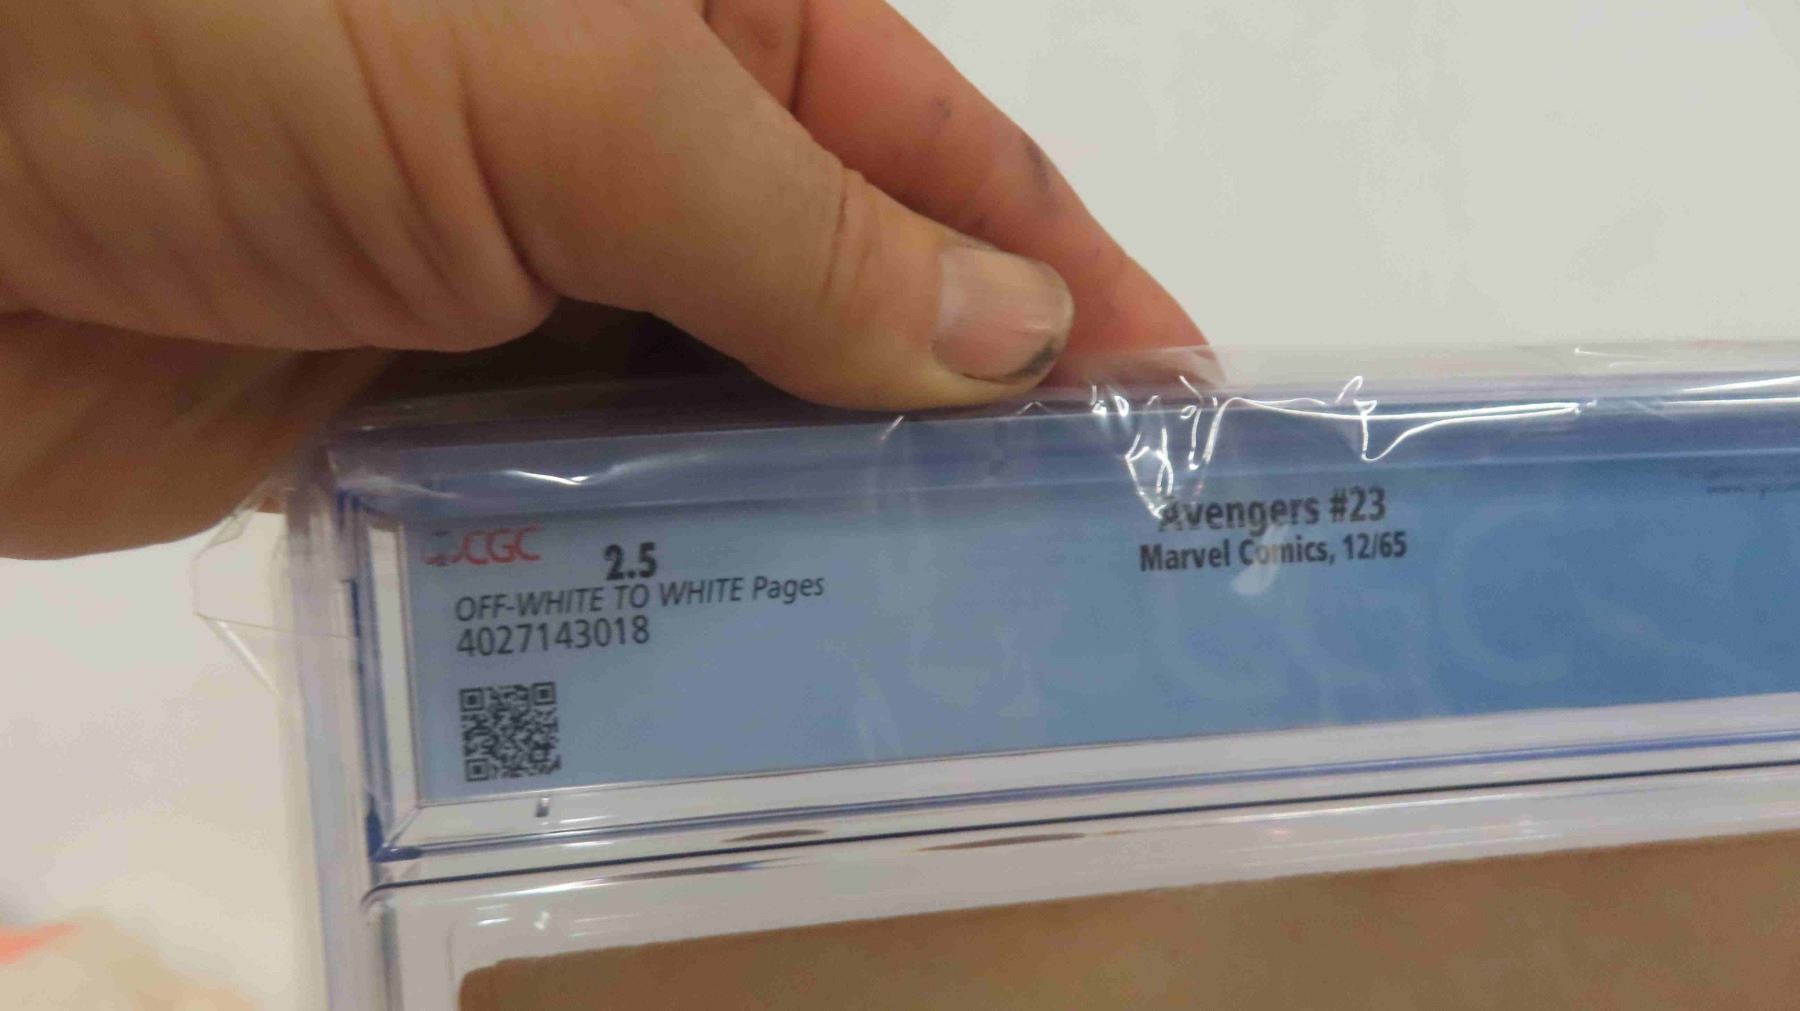 CGC
2.5
OFF-WHITE TO WHITE Pages
4027143018
Avengers #23
Marvel Comics, 12/65